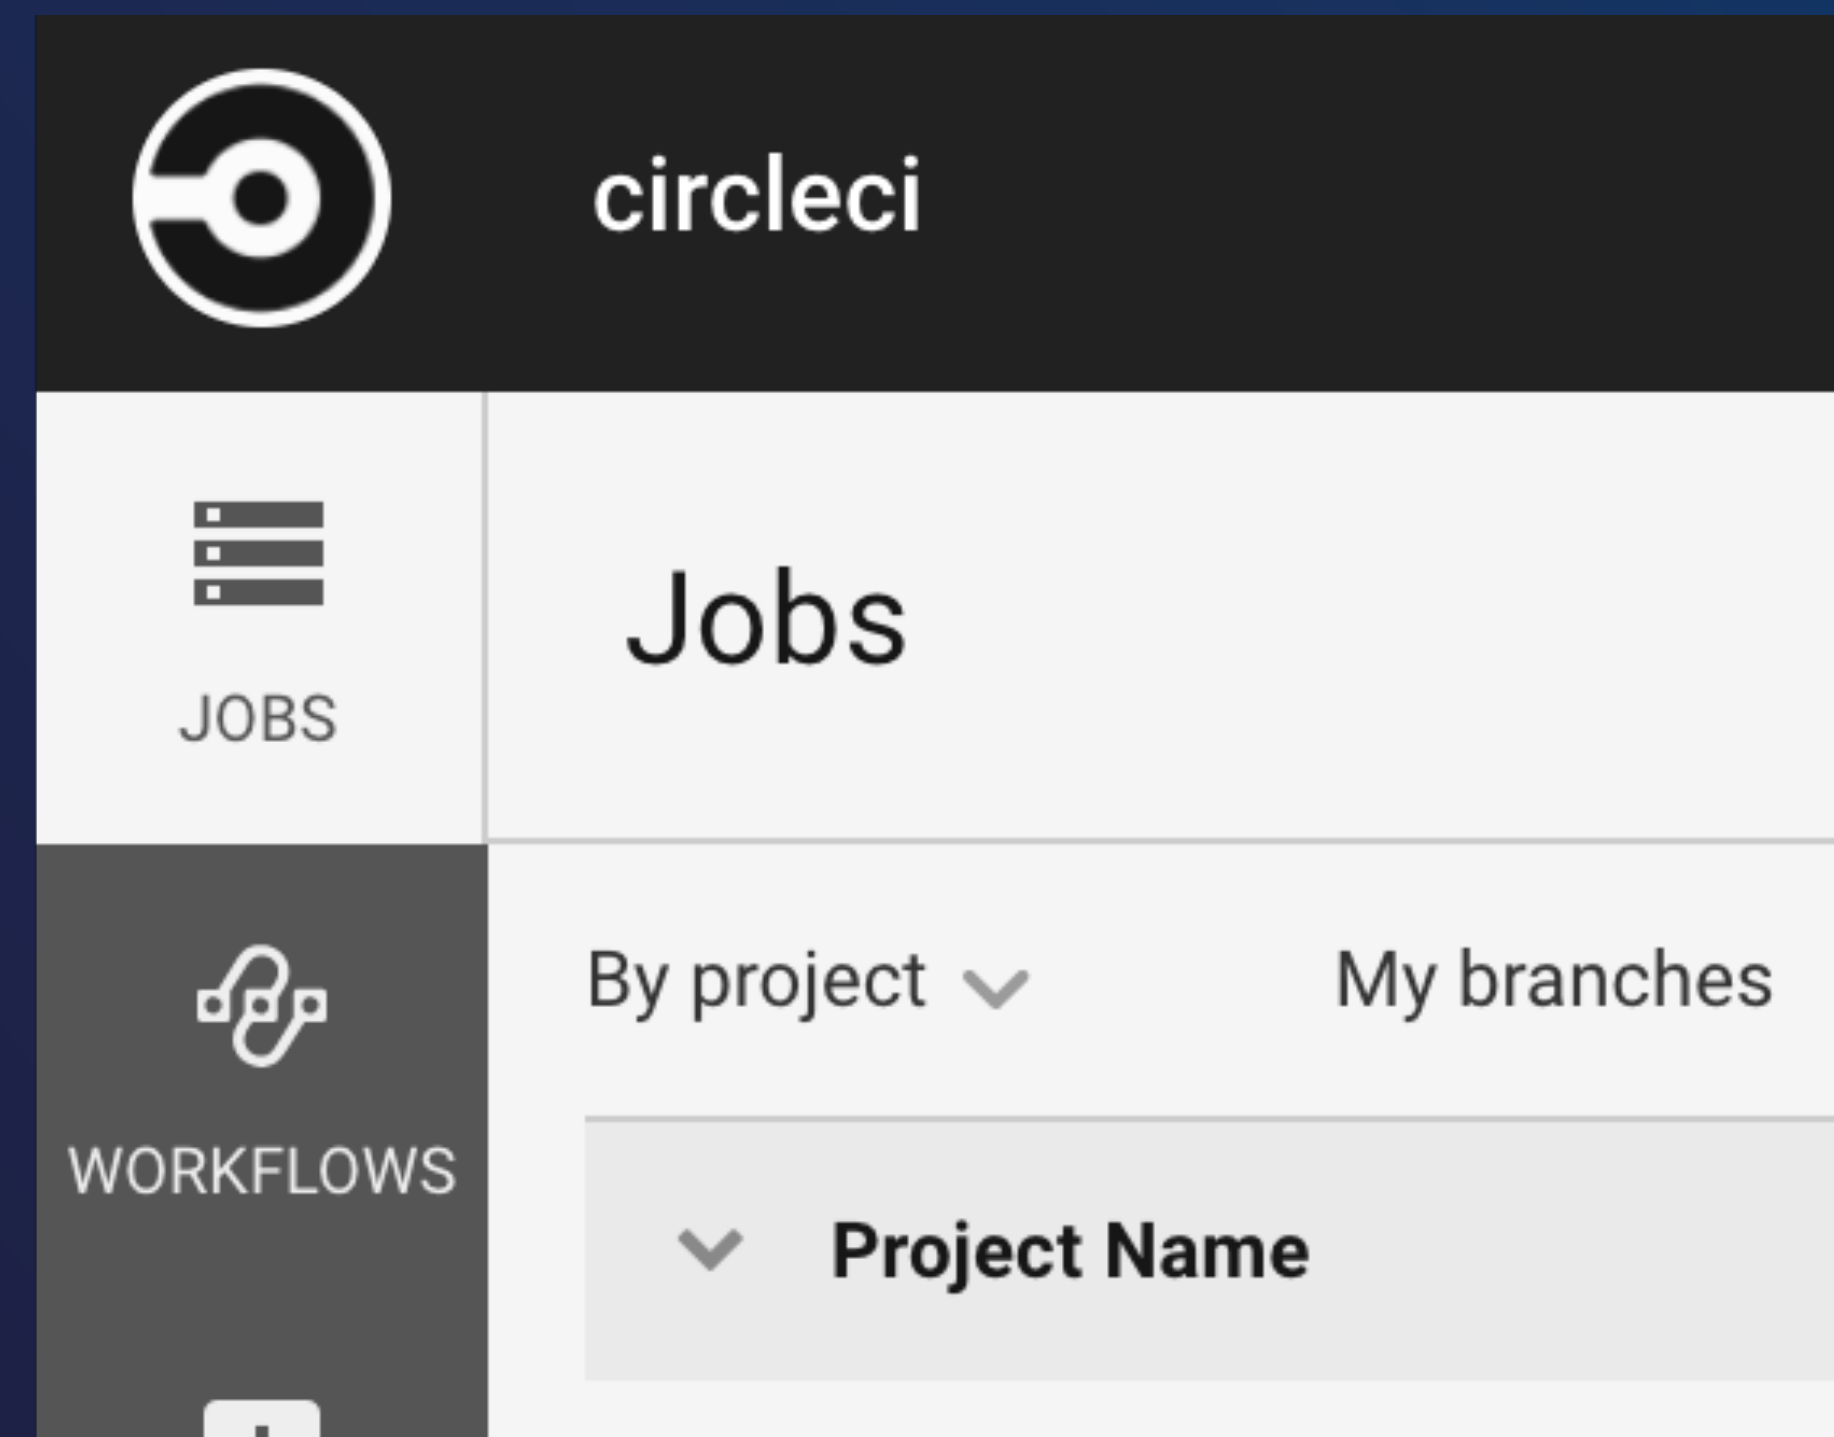 circleci
JOBS
Jobs
WORKFLOWS
By project
My branches
Project Name